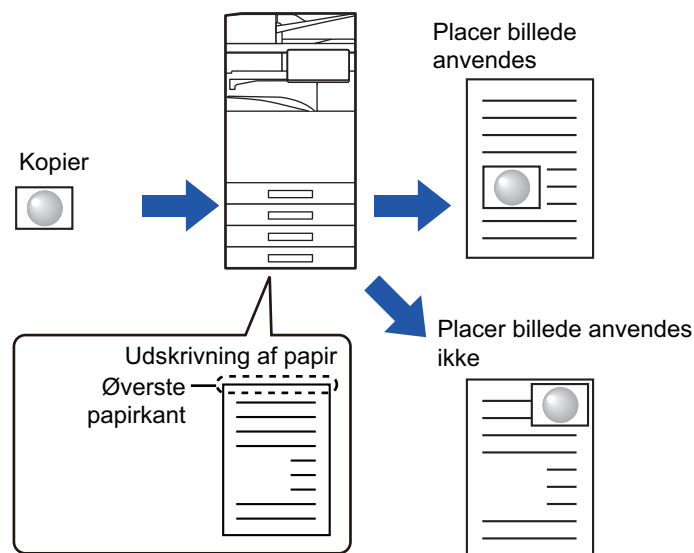 Placer billede
anvendes
Kopier
Placer billede anvendes
ikke
Udskrivning af papir
Øverste
papirkant